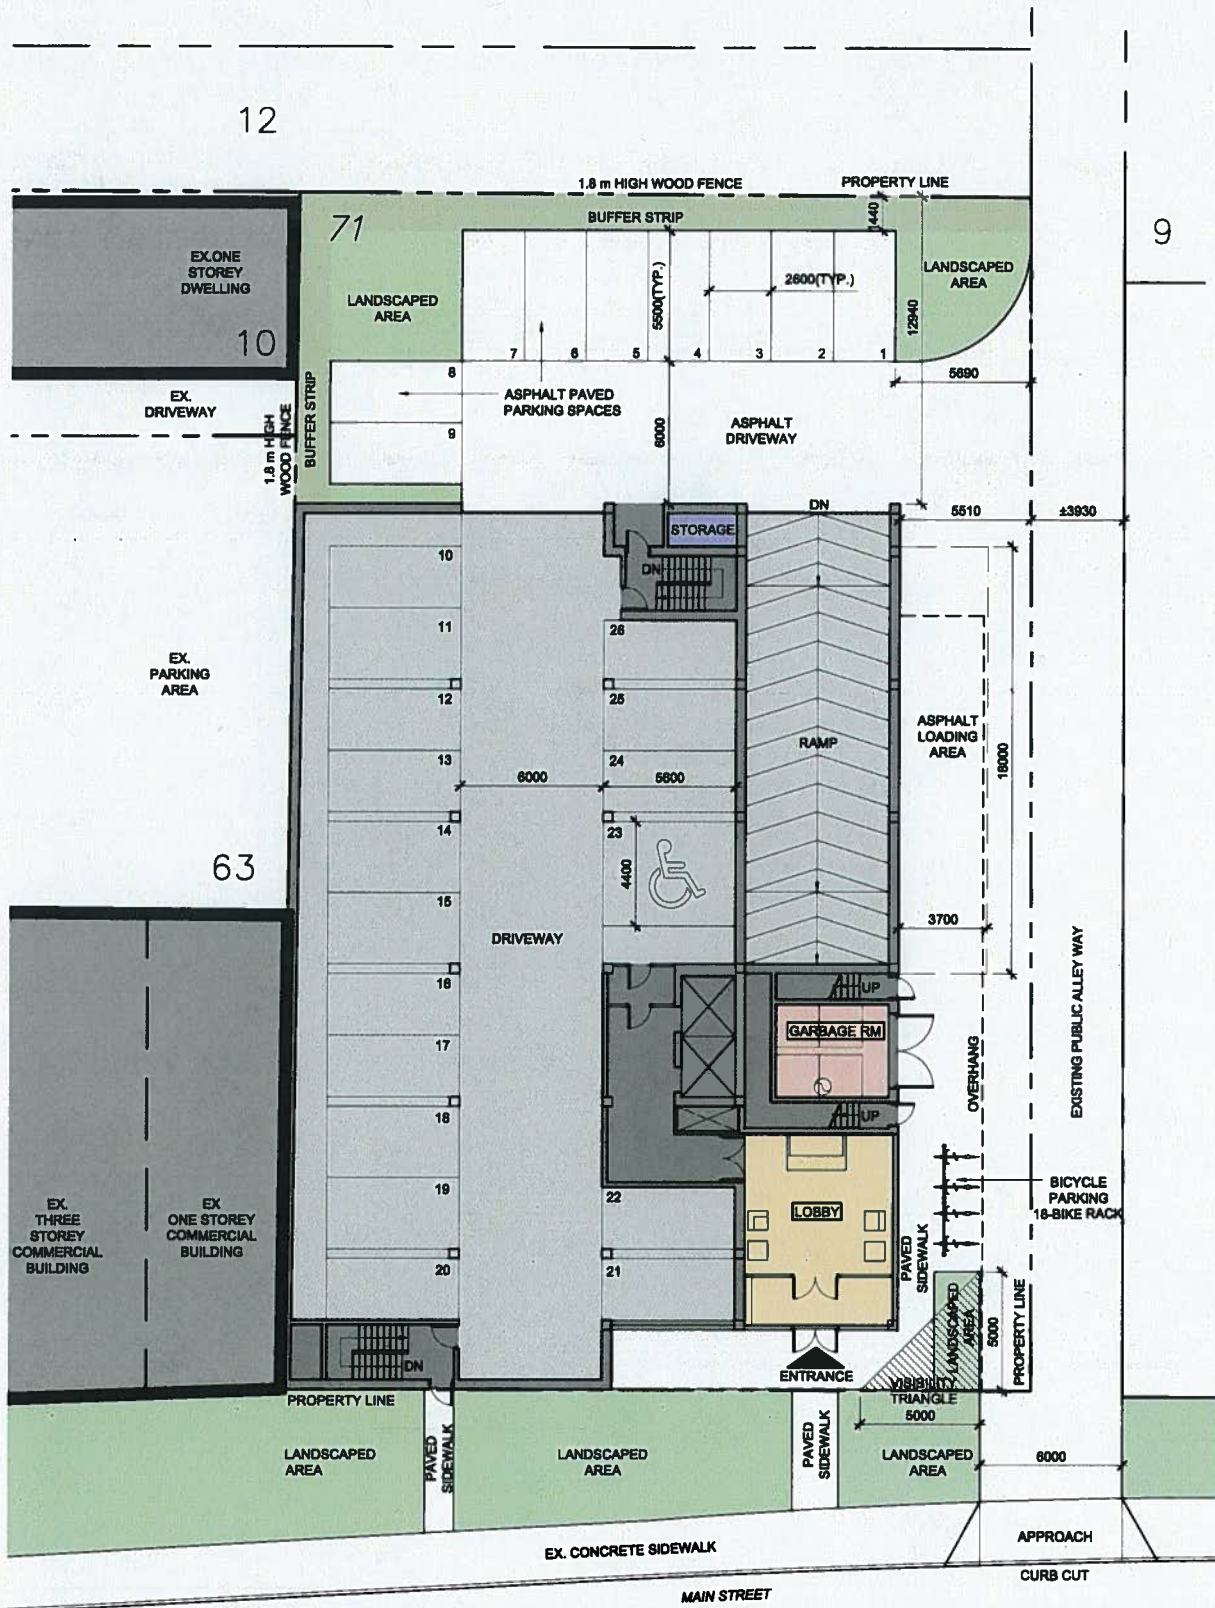 12
1.8 m HIGH WOOD FENCE
PROPERTY LINE
71
BUFFER STRIP
1440
9
EX.ONE
STOREY
DWELLING
10
LANDSCAPED
AREA
5500(TYP.)
2600(TYP.)
LANDSCAPED
AREA
12940
7
6
5
4
3
2
1
8
5690
EX.
DRIVEWAY
1.8 m HIGH
WOOD FENCE
BUFFER STRIP
ASPHALT PAVED
PARKING SPACES
9
6000
ASPHALT
DRIVEWAY
DN
5510
±3930
STORAGE
10
DN
11
26
EX.
PARKING
AREA
12
25
ASPHALT
LOADING
AREA
RAMP
13
24
18000
6000
5600
14
23
63
4400
15
3700
DRIVEWAY
16
UP
GARBAGE RM
17
OVERHANG
EXISTING PUBLIC ALLEY WAY
18
UP
19
22
BICYCLE
PARKING
18-BIKE RACK
EX.
THREE
STOREY
COMMERCIAL
BUILDING
EX
ONE STOREY
COMMERCIAL
BUILDING
LOBBY
PAVED
SIDEWALK
20
21
LANDSCAPED
AREA
5000
PROPERTY LINE
DN
ENTRANCE
VISIBILITY
TRIANGLE
PROPERTY LINE
5000
LANDSCAPED
AREA
PAVED
SIDEWALK
LANDSCAPED
AREA
PAVED
SIDEWALK
LANDSCAPED
AREA
6000
EX. CONCRETE SIDEWALK
APPROACH
CURB CUT
MAIN STREET